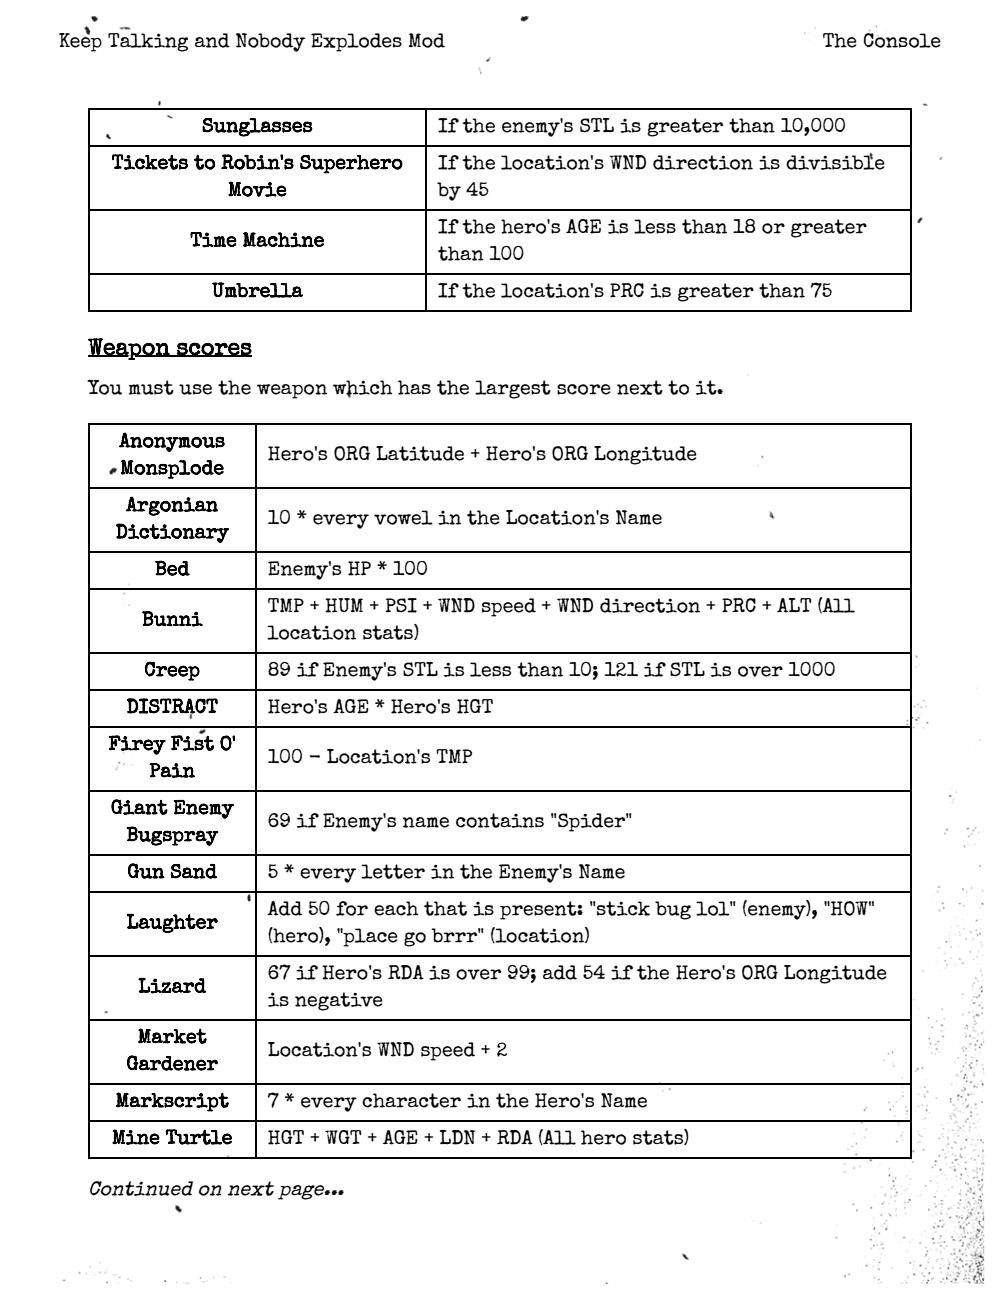 Keep Talking and Nobody Explodes Mod
The Console
Sunglasses
If the enemy's STL is greater than 10,000
Tickets to Robin's Superhero
Movie
If the location's WND direction is divisible
by 45
Time Machine
If the hero's AGE is less than 18 or greater
than 100
Umbrella
If the location's PRC is greater than 75
Weapon scores
You must use the weapon which has the largest score next to it.
Anonymous
Monsplode
Hero's ORG Latitude + Hero's ORG Longitude
Argonian
Dictionary
10 * every vowel in the Location's Name
Bed
Enemy's HP * 100
Bunni
TMP + HUM + PSI + WND speed + WND direction + PRC + ALT (All
location stats)
Creep
89 if Enemy's STL is less than 10; 121 if STL is over 1000
DISTRACT
Hero's AGE * Hero's HGT
Firey Fist O'
Pain
100 - Location's TMP
Giant Enemy
Bugspray
69 if Enemy's name contains "Spider"
Gun Sand
5 * every letter in the Enemy's Name
Laughter
Add 50 for each that is present: "stick bug lol" (enemy), "HOW"
(hero), "place go brrr" (location)
Lizard
67 if Hero's RDA is over 99; add 54 if the Hero's ORG Longitude
is negative
Market
Gardener
Location's WND speed + 2
Markscript
7 * every character in the Hero's Name
Mine Turtle
HGT + WGT + AGE + LDN + RDA (All hero stats)
Continued on next page...